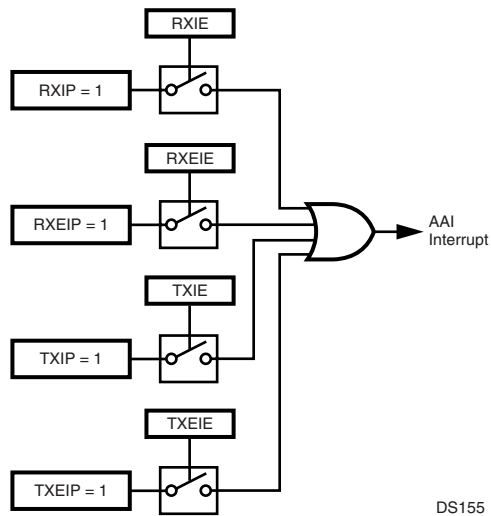 RXIE
RXIP = 1
RXEIE
RXEIP = 1
AAI
Interrupt
TXIE
TXIP = 1
TXEIE
TXEIP = 1
DS155